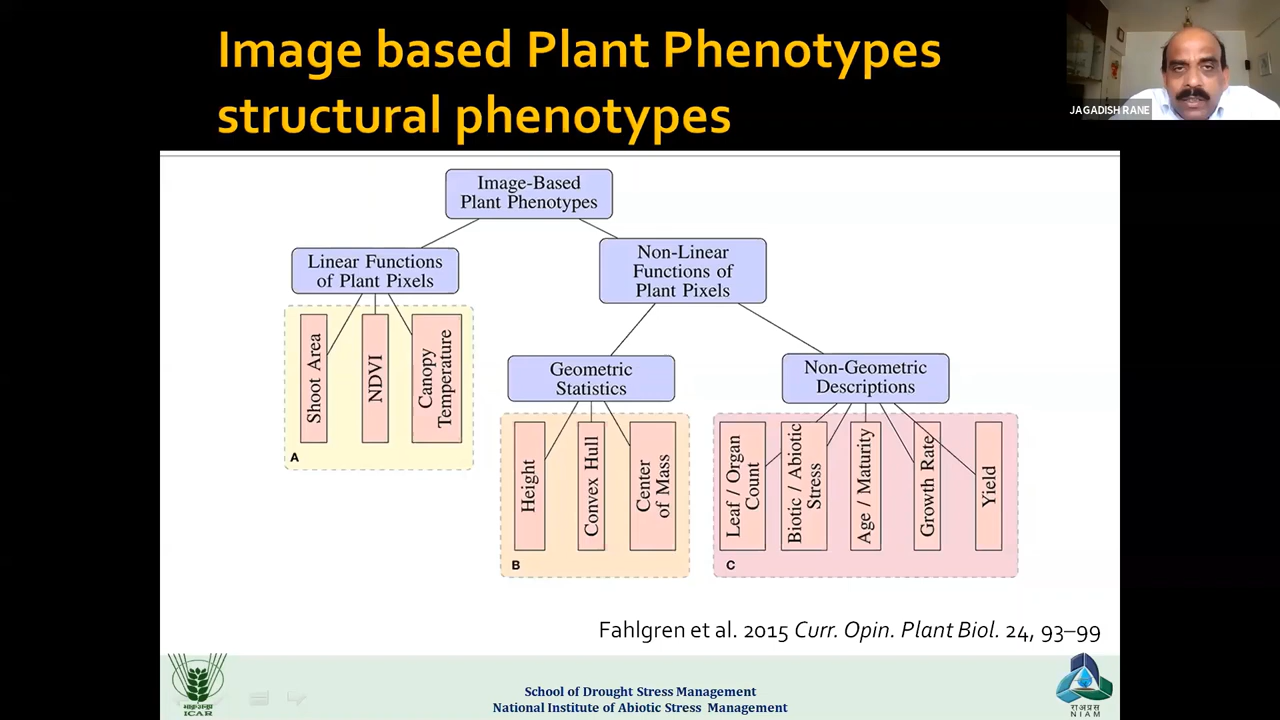 Image based Plant Phenotypes
structural phenotypes
JAGADISH RANE
Image-Based
Plant Phenotypes
Linear Functions
of Plant Pixels
Non-Linear
Functions of
Plant Pixels
Shoot Area
NDVI
Canopy
Temperature
A
Geometric
Statistics
Non-Geometric
Descriptions
Height
Convex Hull
Center
of Mass
B
Leaf / Organ
Count
Biotic / Abiotic
Stress
Age / Maturity
Growth Rate
Yield
C
Fahlgren et al. 2015 Curr. Opin. Plant Biol. 24, 93–99
School of Drought Stress Management
National Institute of Abiotic Stress Management
भाकृअनुप
ICAR
राअस्ट्रैप्रसं
NIAM